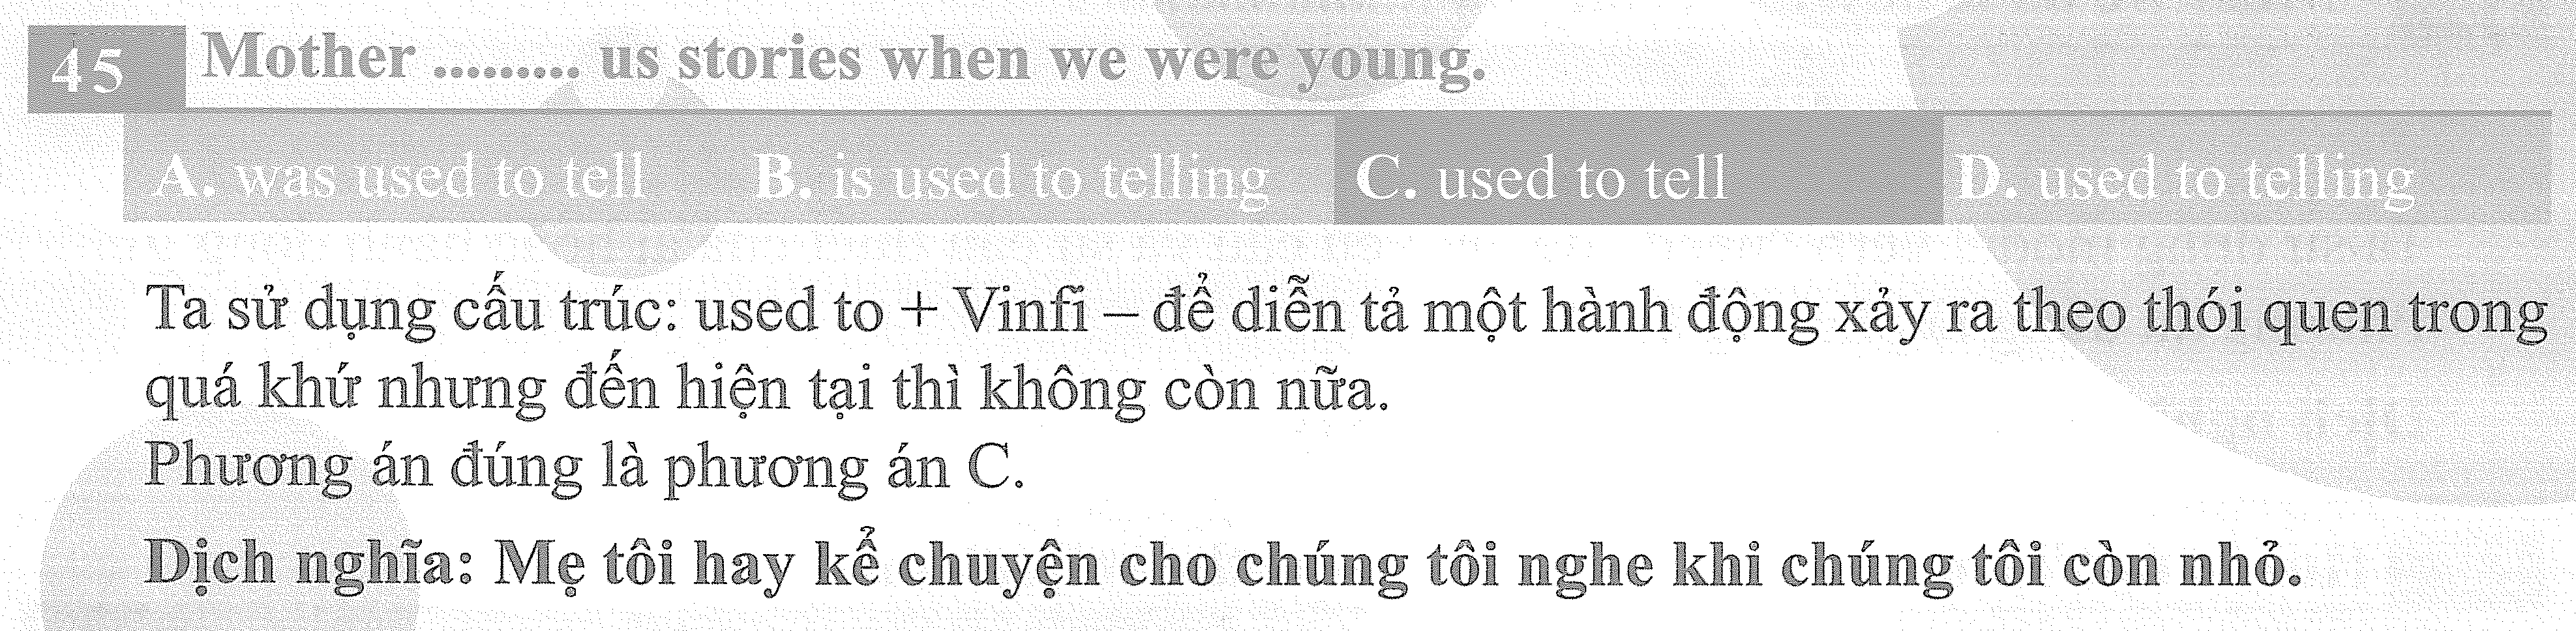 45 Mother ......... us stories when we were young.
A. was used to tell B. is used to telling C. used to tell D. used to telling
Ta sử dụng cấu trúc: used to + Vinfi – để diễn tả một hành động xảy ra theo thói quen trong
quá khứ nhưng đến hiện tại thì không còn nữa.
Phương án đúng là phương án C.
Dịch nghĩa: Mẹ tôi hay kể chuyện cho chúng tôi nghe khi chúng tôi còn nhỏ.